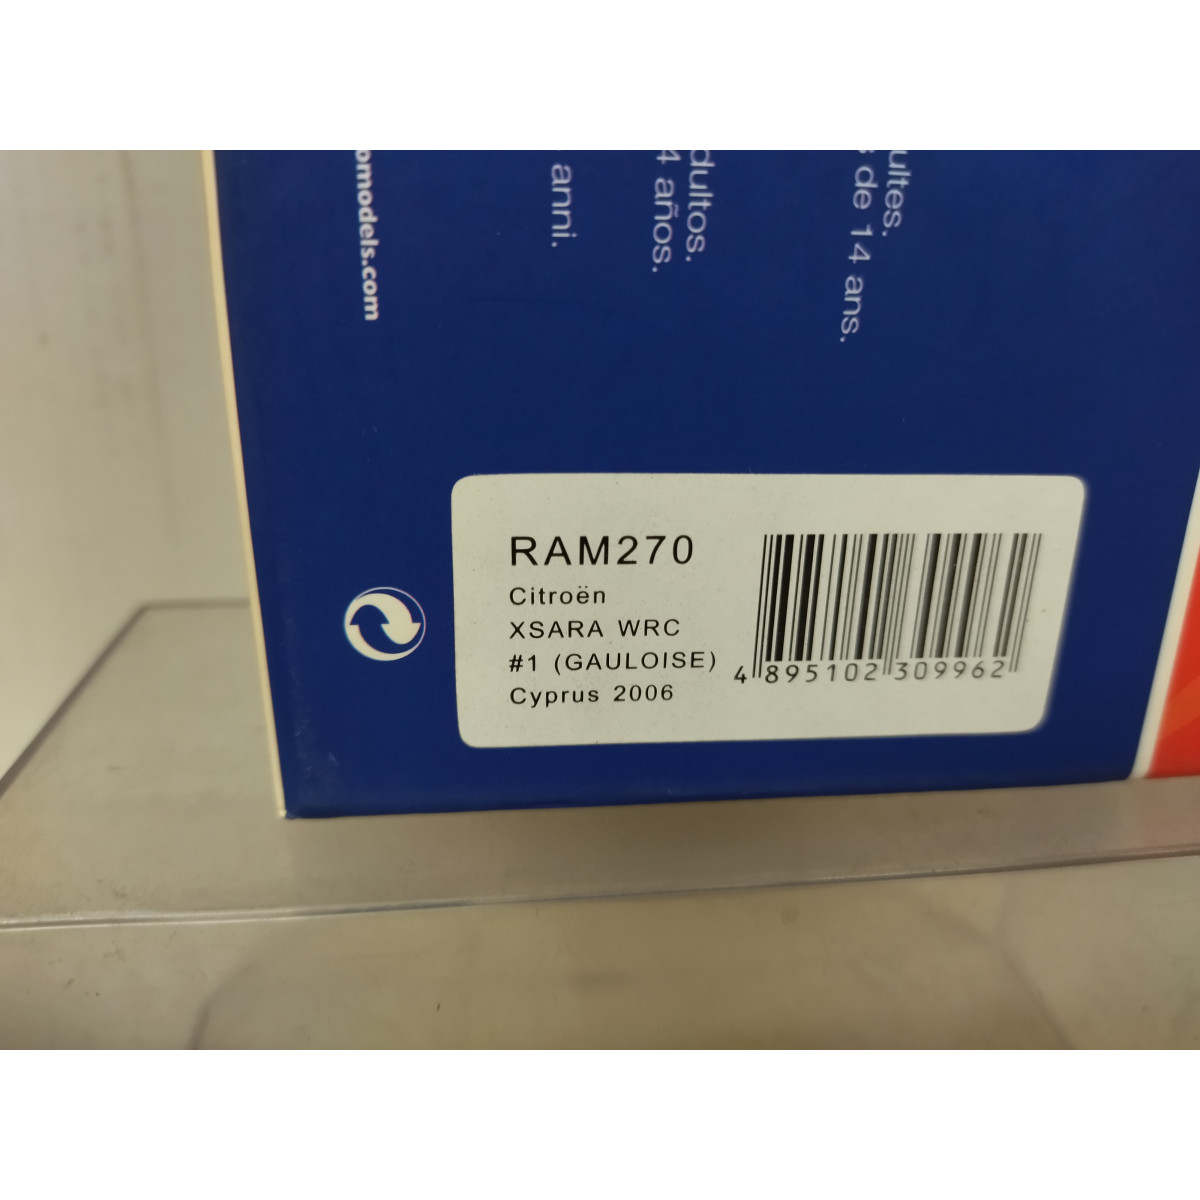 omodels.com
anni.
dultos.
4 años.
ultes.
de 14 ans.
RAM270
Citroën
XSARA WRC
#1 (GAULOISE)
Cyprus 2006
4 895102 309962